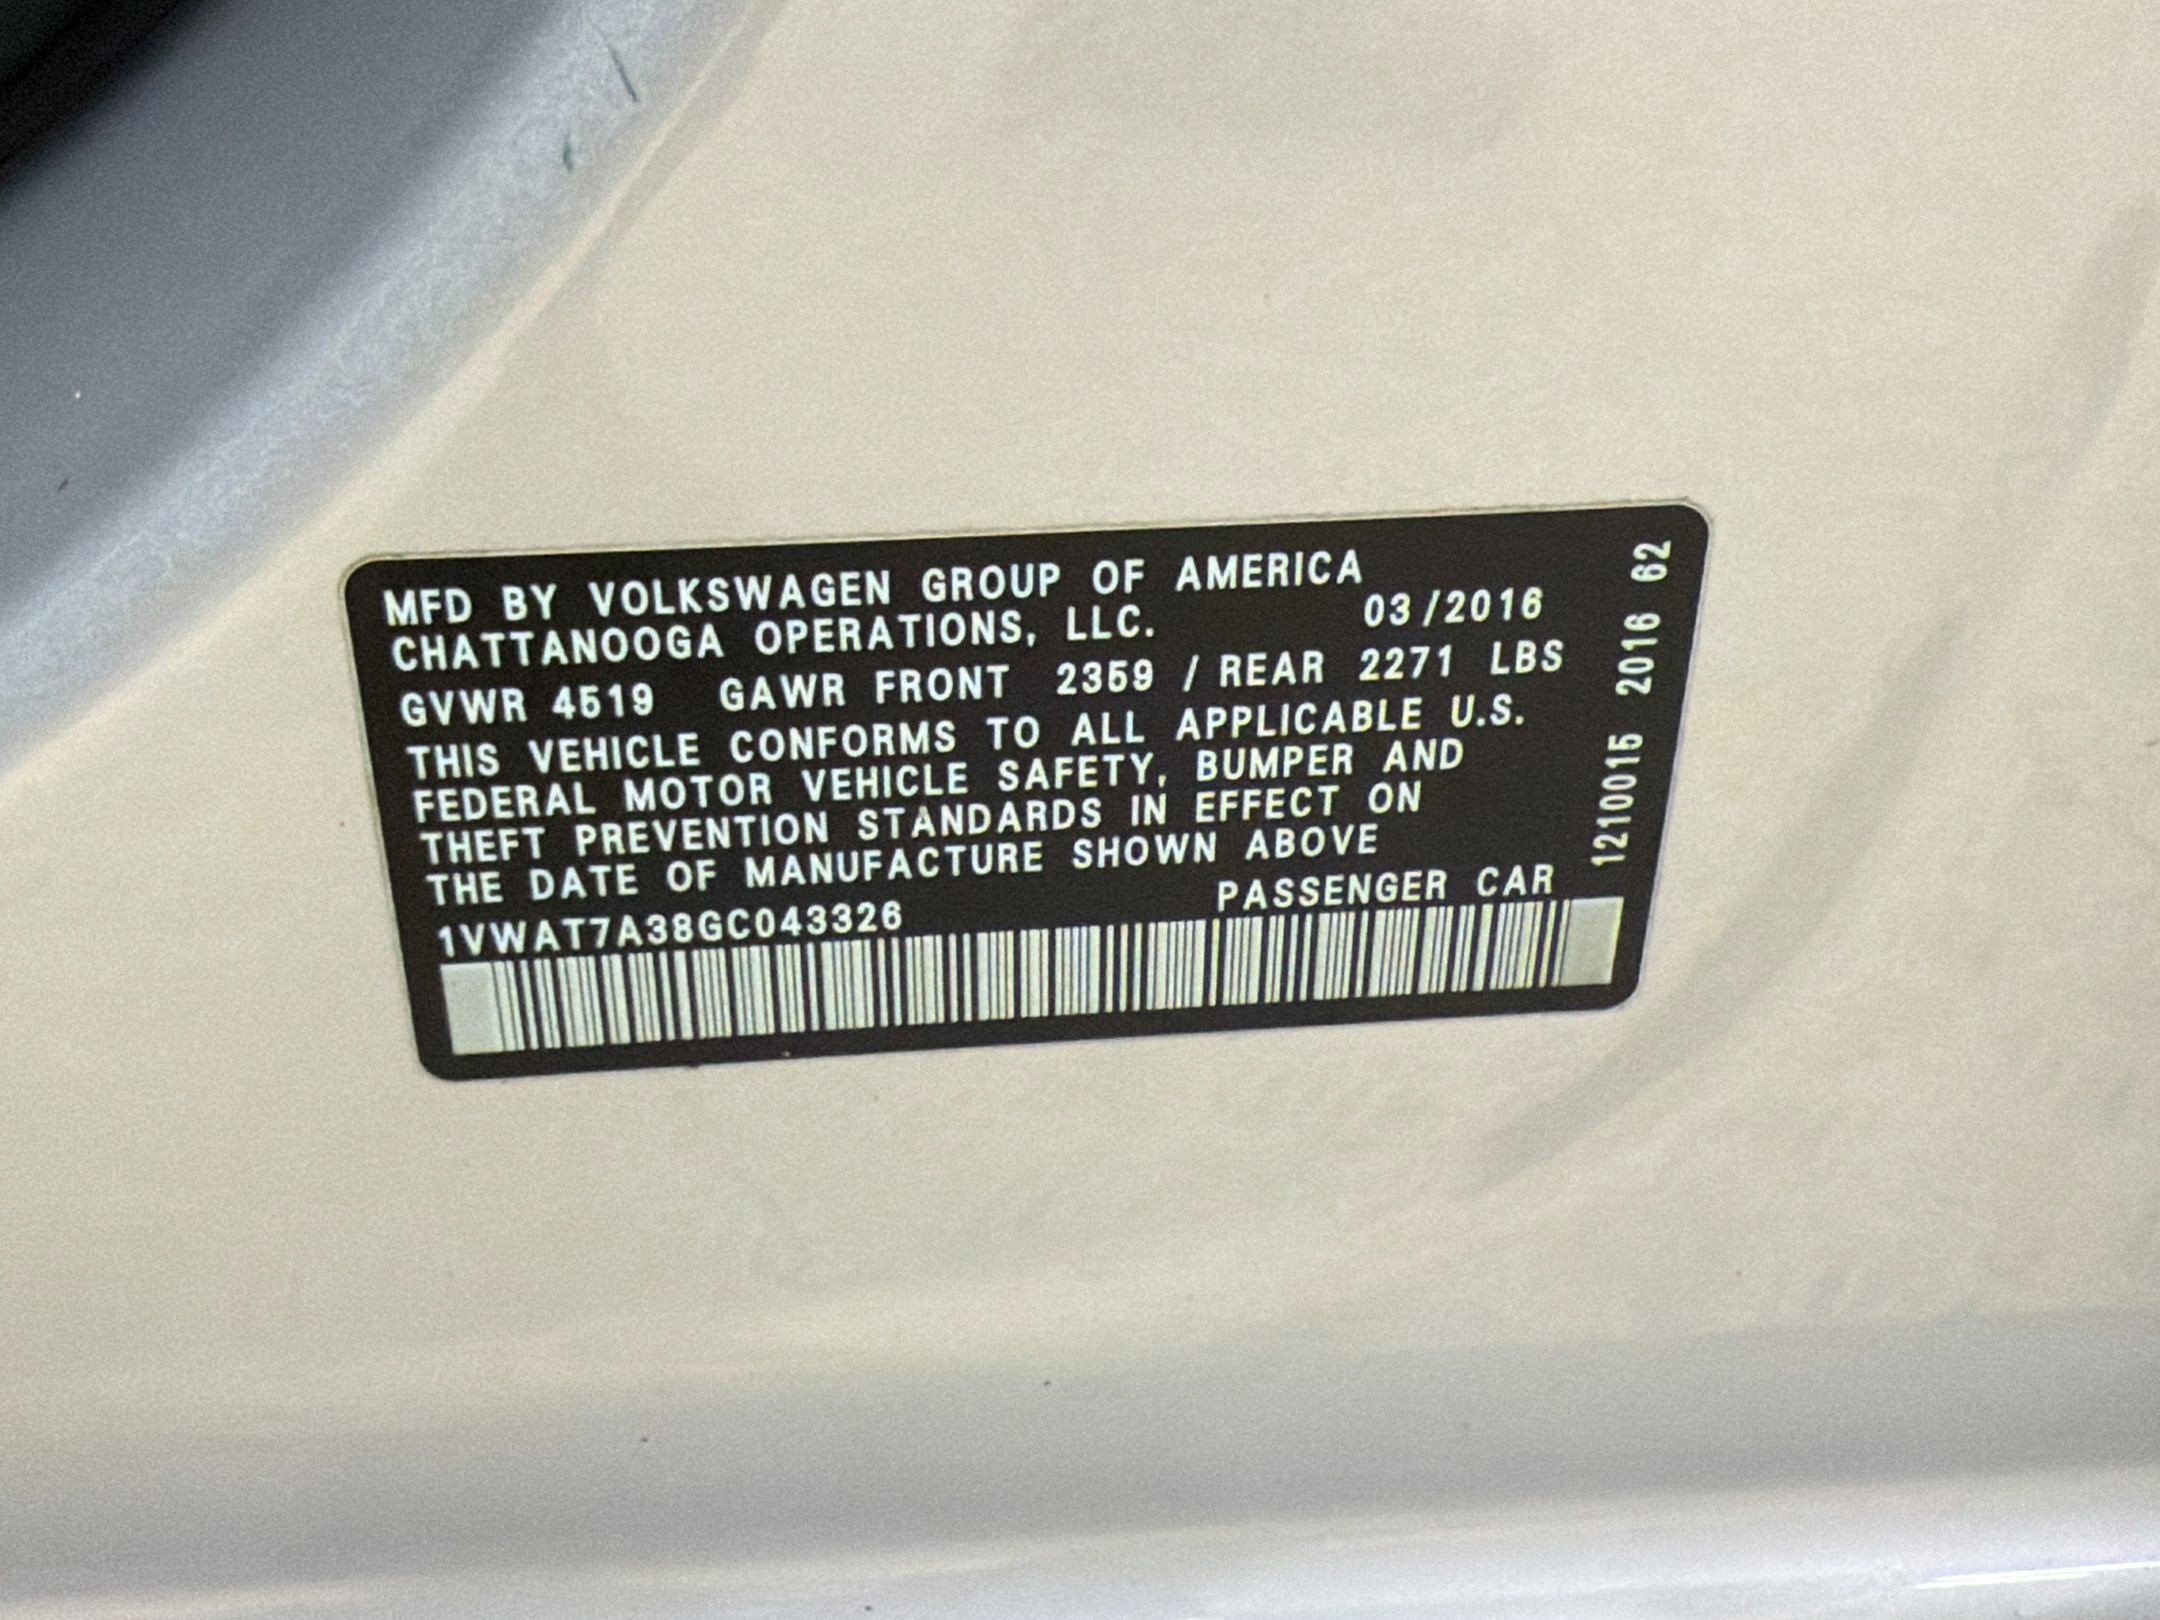 MFD BY VOLKSWAGEN GROUP OF AMERICA
CHATTANOOGA OPERATIONS, LLC. 03/2016
GVWR 4519 GAWR FRONT 2359 / REAR 2271 LBS
THIS VEHICLE CONFORMS TO ALL APPLICABLE U.S.
FEDERAL MOTOR VEHICLE SAFETY, BUMPER AND
THEFT PREVENTION STANDARDS IN EFFECT ON
THE DATE OF MANUFACTURE SHOWN ABOVE
1VWAT7A38GC043326 PASSENGER CAR
1210015 2016 62